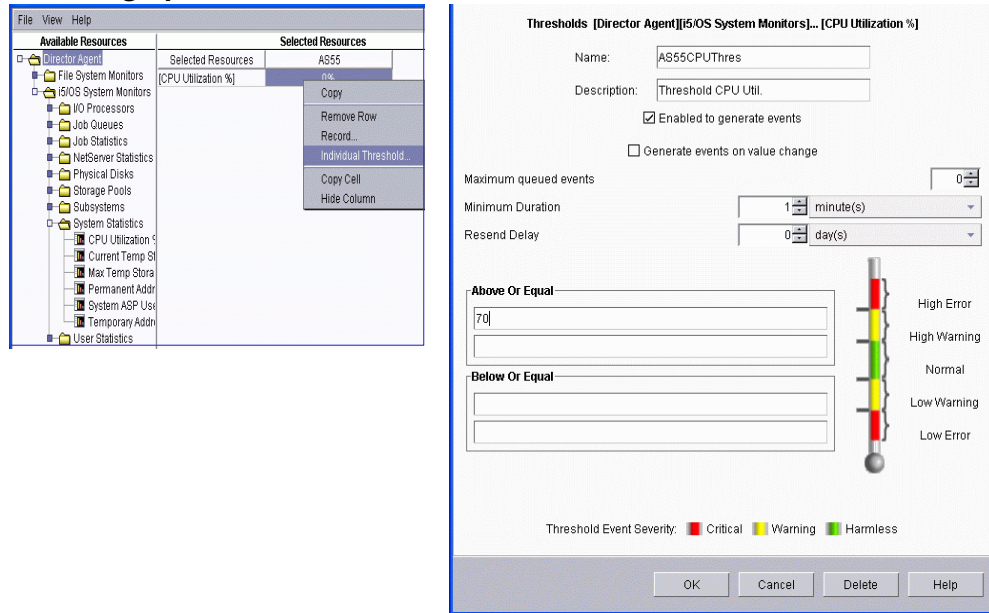 File View Help
Available Resources
Selected Resources
Director Agent
File System Monitors
i5/OS System Monitors
I/O Processors
Job Queues
Job Statistics
NetServer Statistics
Physical Disks
Storage Pools
Subsystems
System Statistics
CPU Utilization %
Current Temp St
Max Temp Stora
Permanent Addr
System ASP Use
Temporary Addre
User Statistics
Selected Resources AS55
[CPU Utilization %] 0%
Copy
Remove Row
Record...
Individual Threshold...
Copy Cell
Hide Column
Thresholds [Director Agent][i5/OS System Monitors]... [CPU Utilization %]
Name: AS55CPUThres
Description: Threshold CPU Util.
Enabled to generate events
Generate events on value change
Maximum queued events 0
Minimum Duration 1 minute(s)
Resend Delay 0 day(s)
Above Or Equal
70
Below Or Equal
High Error
High Warning
Normal
Low Warning
Low Error
Threshold Event Severity: Critical Warning Harmless
OK Cancel Delete Help